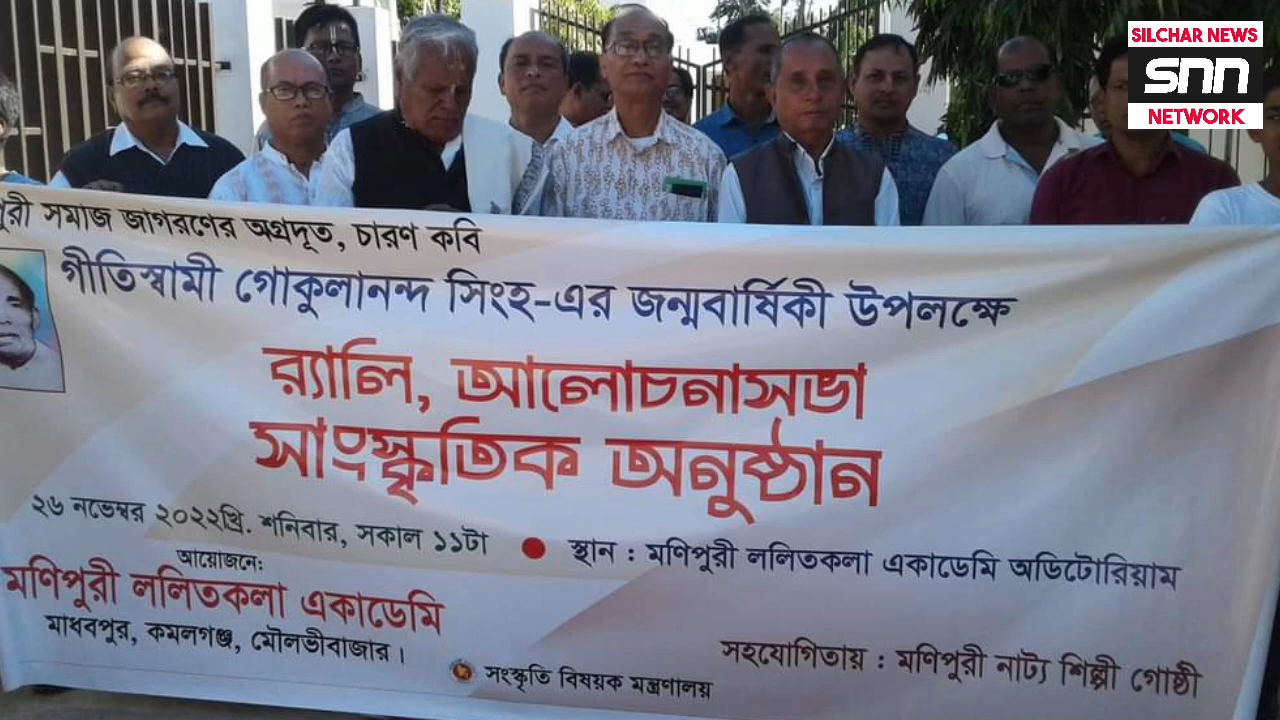 SILCHAR NEWS
SNN
NETWORK
সমাজ জাগরণের অগ্রদূত, চারণ কবি
গীতিস্বামী গোকুলানন্দ সিংহ-এর জন্মবার্ষিকী উপলক্ষে
র‍্যালি, আলোচনাসভা
সাংস্কৃতিক অনুষ্ঠান
২৬ নভেম্বর ২০২২খ্রি. শনিবার, সকাল ১১টা ● স্থান : মণিপুরী ললিতকলা একাডেমি অডিটোরিয়াম
আয়োজনে:
মণিপুরী ললিতকলা একাডেমি
মাধবপুর, কমলগঞ্জ, মৌলভীবাজার।
সংস্কৃতি বিষয়ক মন্ত্রণালয়
সহযোগিতায় : মণিপুরী নাট্য শিল্পী গোষ্ঠী